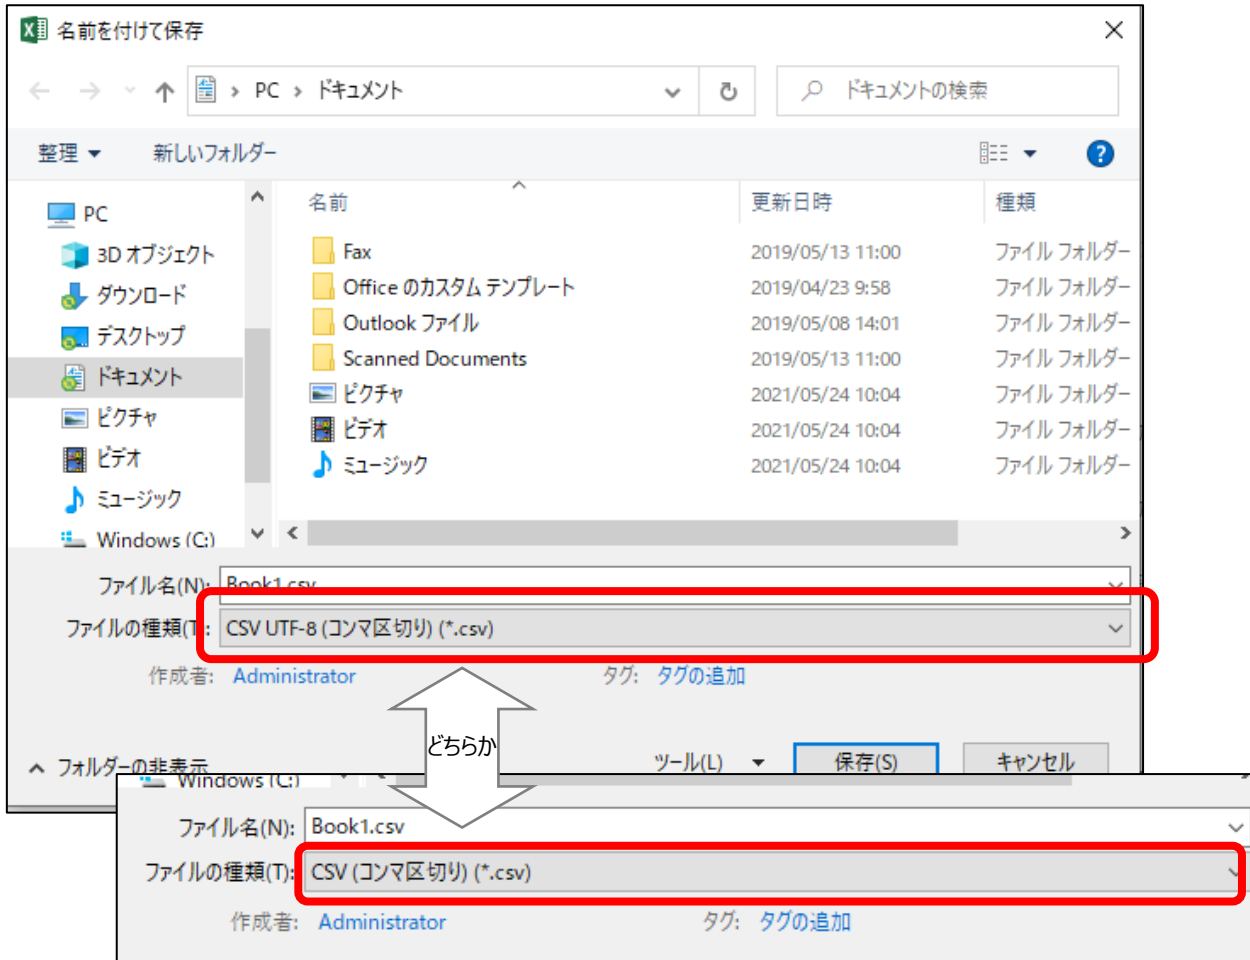 名前を付けて保存
PC › ドキュメント
ドキュメントの検索
整理
新しいフォルダー
名前 更新日時 種類
PC
3D オブジェクト
ダウンロード
デスクトップ
ドキュメント
ピクチャ
ビデオ
ミュージック
Windows (C:)
Fax 2019/05/13 11:00 ファイル フォルダー
Office のカスタム テンプレート 2019/04/23 9:58 ファイル フォルダー
Outlook ファイル 2019/05/08 14:01 ファイル フォルダー
Scanned Documents 2019/05/13 11:00 ファイル フォルダー
ピクチャ 2021/05/24 10:04 ファイル フォルダー
ビデオ 2021/05/24 10:04 ファイル フォルダー
ミュージック 2021/05/24 10:04 ファイル フォルダー
ファイル名(N): Book1.csv
ファイルの種類(T): CSV UTF-8 (コンマ区切り) (*.csv)
作成者: Administrator タグ: タグの追加
どちらか
フォルダーの非表示 ツール(L) 保存(S) キャンセル
Windows (C:)
ファイル名(N): Book1.csv
ファイルの種類(T): CSV (コンマ区切り) (*.csv)
作成者: Administrator タグ: タグの追加